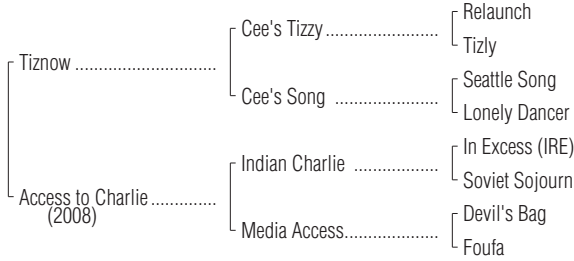 Relaunch
Cee's Tizzy ........................
Tizly
Tiznow ..............................
Seattle Song
Cee's Song ......................
Lonely Dancer
In Excess (IRE)
Indian Charlie ..................
Soviet Sojourn
Access to Charlie ..............
(2008)
Devil's Bag
Media Access....................
Foufa